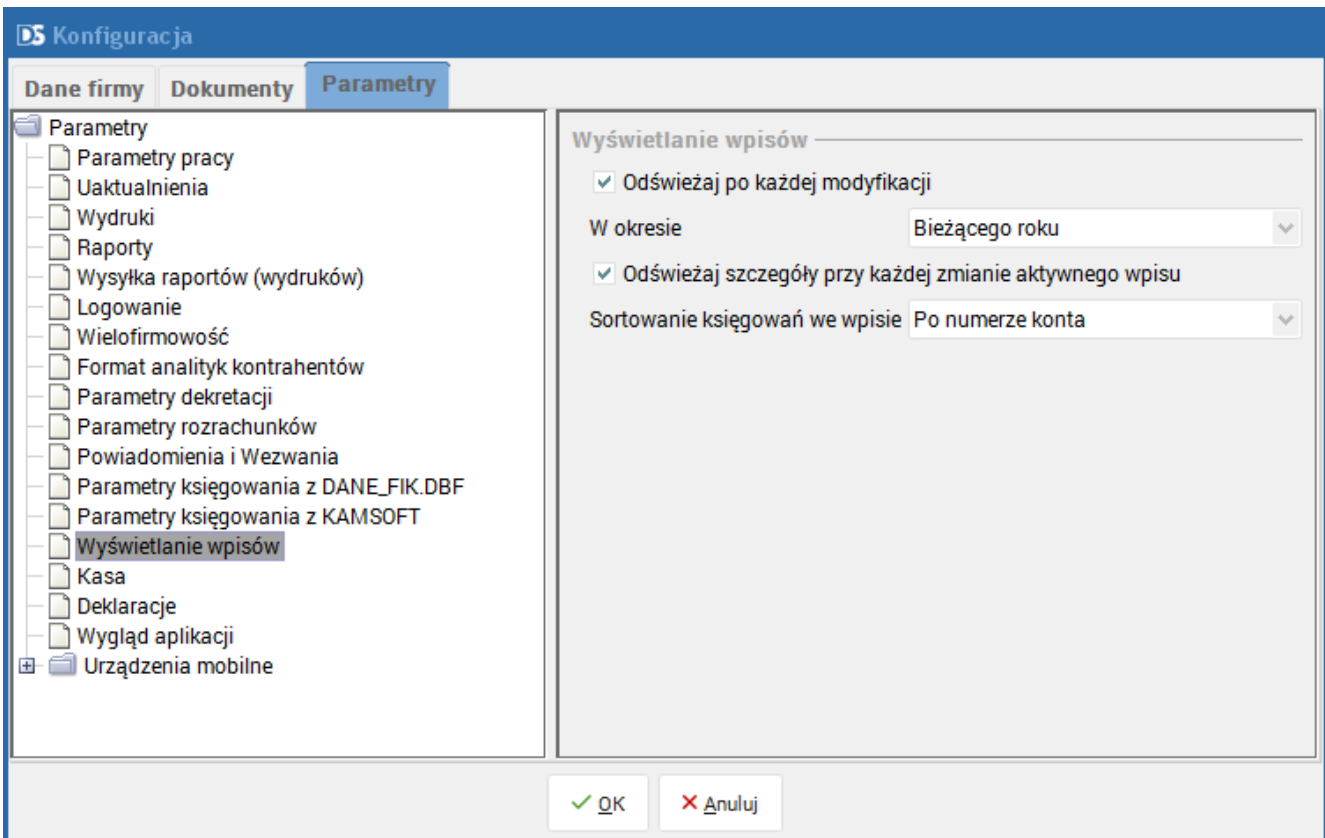 DS Konfiguracja
Dane firmy Dokumenty Parametry
Parametry
Parametry pracy
Uaktualnienia
Wydruki
Raporty
Wysyłka raportów (wydruków)
Logowanie
Wielofirmowość
Format analityk kontrahentów
Parametry dekretacji
Parametry rozrachunków
Powiadomienia i Wezwania
Parametry księgowania z DANE_FIK.DBF
Parametry księgowania z KAMSOFT
Wyświetlanie wpisów
Kasa
Deklaracje
Wygląd aplikacji
Urządzenia mobilne
Wyświetlanie wpisów
Odświeżaj po każdej modyfikacji
W okresie Bieżącego roku
Odświeżaj szczegóły przy każdej zmianie aktywnego wpisu
Sortowanie księgowań we wpisie Po numerze konta
OK Anuluj